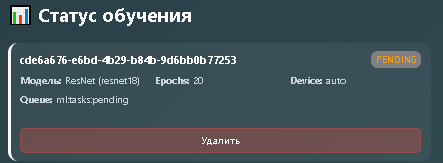 Статус обучения
cde6a676-e6bd-4b29-b84b-9d6bb0b77253 PENDING
Модель: ResNet (resnet18) Epochs: 20 Device: auto
Queue: ml:tasks:pending
Удалить